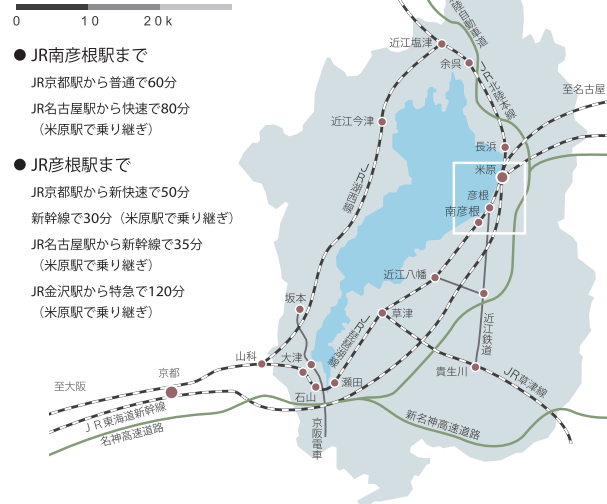 0 10 20k
● JR南彦根駅まで
JR京都駅から普通で60分
JR名古屋駅から快速で80分
（米原駅で乗り継ぎ）
● JR彦根駅まで
JR京都駅から新快速で50分
新幹線で30分（米原駅で乗り継ぎ）
JR名古屋駅から新幹線で35分
（米原駅で乗り継ぎ）
JR金沢駅から特急で120分
（米原駅で乗り継ぎ）
陸自動車道
近江塩津
余呉
JR北陸本線
至名古屋
近江今津
長浜
米原
JR湖西線
彦根
南彦根
近江八幡
坂本
草津
近江鉄道
JR琵琶湖線
山科
大津
京都
瀬田
貴生川
JR草津線
至大阪
石山
JR東海道新幹線
新名神高速道路
名神高速道路
京阪電車